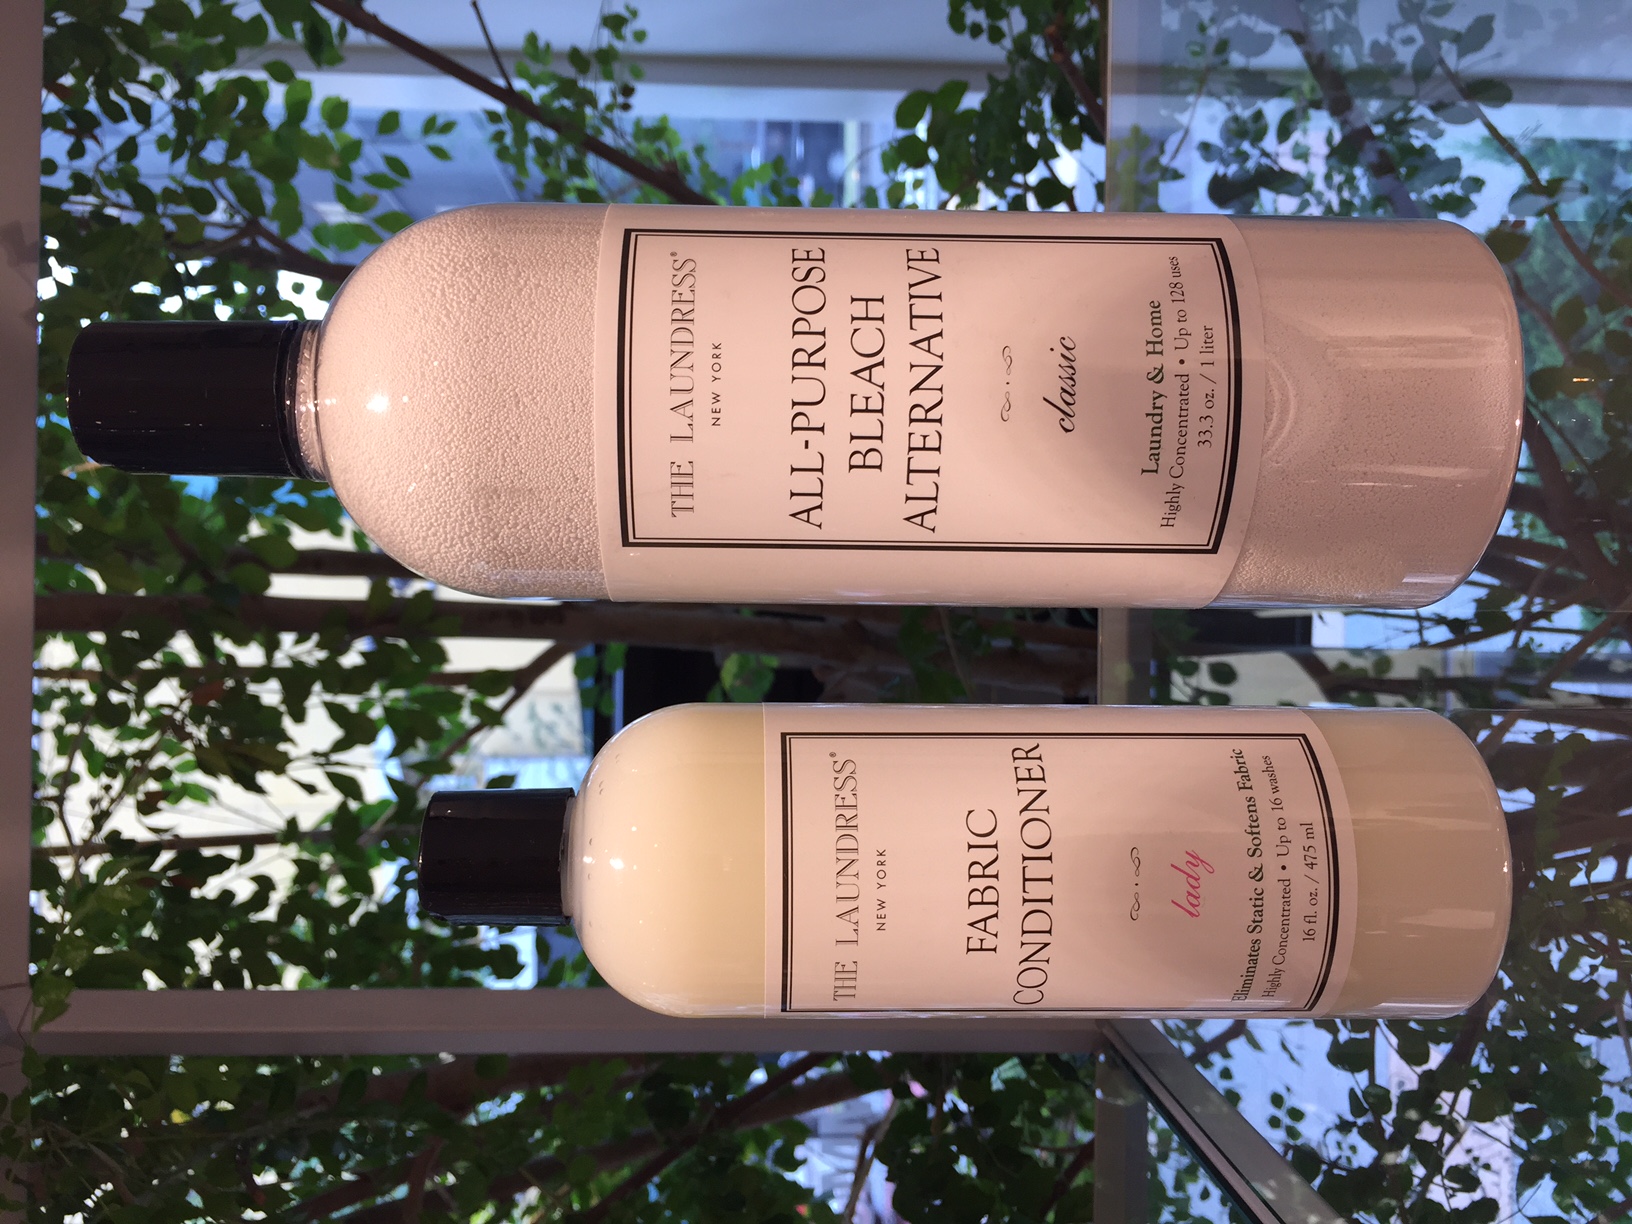 THE LAUNDRESS®
NEW YORK
ALL-PURPOSE
BLEACH
ALTERNATIVE
classic
Laundry & Home
Highly Concentrated • Up to 128 uses
33.3 oz. / 1 liter
THE LAUNDRESS®
NEW YORK
FABRIC
CONDITIONER
lady
Eliminates Static & Softens Fabric
Highly Concentrated • Up to 16 washes
16 fl. oz. / 475 ml